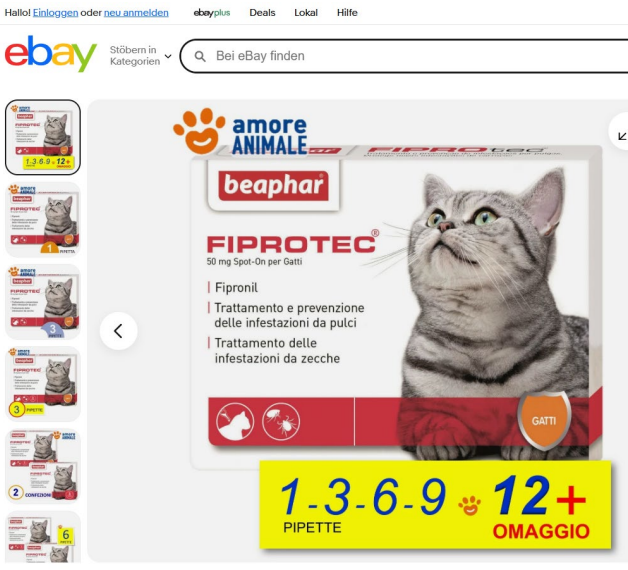 Hallo! Einloggen oder neu anmelden ebayplus Deals Lokal Hilfe
ebay Stöbern in Kategorien Bei eBay finden
amore
ANIMALE
beaphar
FIPROTEC®
50 mg Spot-On per Gatti
Fipronil
Trattamento e prevenzione
delle infestazioni da pulci
Trattamento delle
infestazioni da zecche
GATTI
1-3-6-9 12+
PIPETTE OMAGGIO